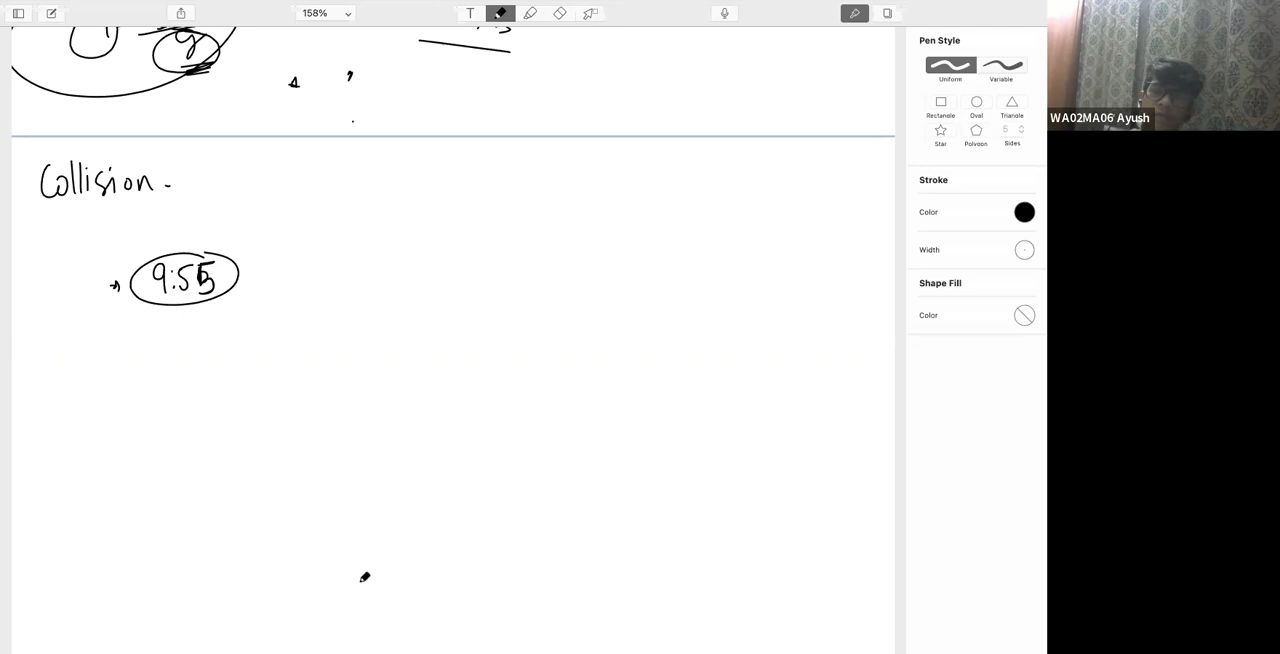 158%
T
Pen Style
Uniform
Variable
Rectangle
Oval
Triangle
Star
Polygon
5
Sides
Stroke
Color
Width
Shape Fill
Color
WA02MA06 Ayush
Collision.
9:55